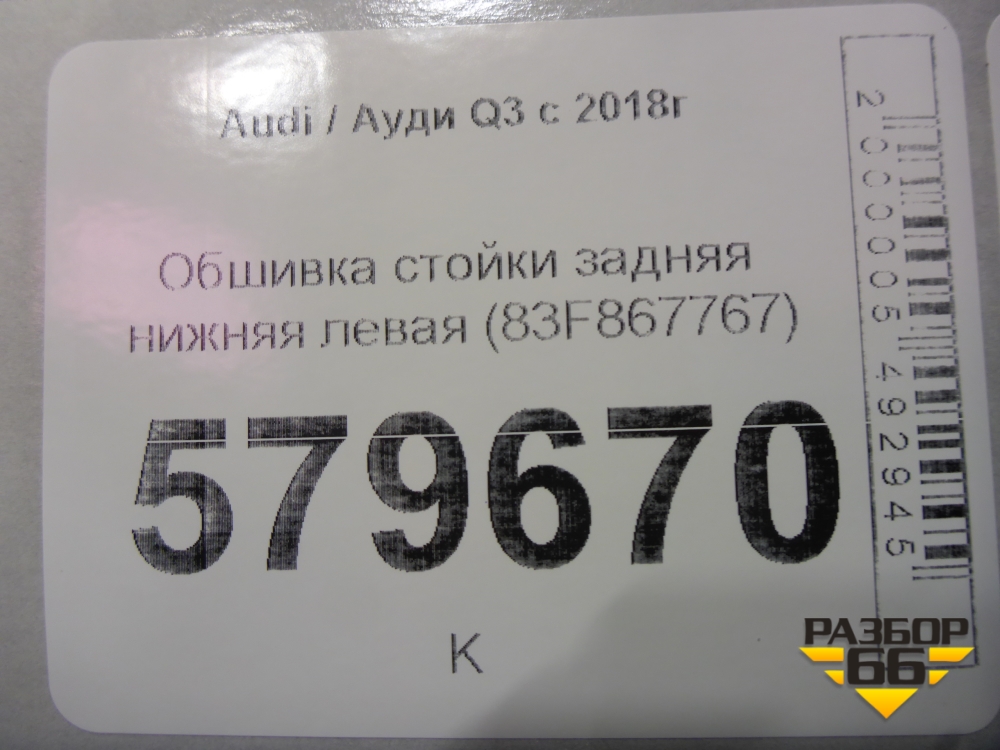 Audi / Ауди Q3 с 2018г
Обшивка стойки задняя
нижняя левая (83F867767)
579670
К
2000005492945
РАЗБОР
66